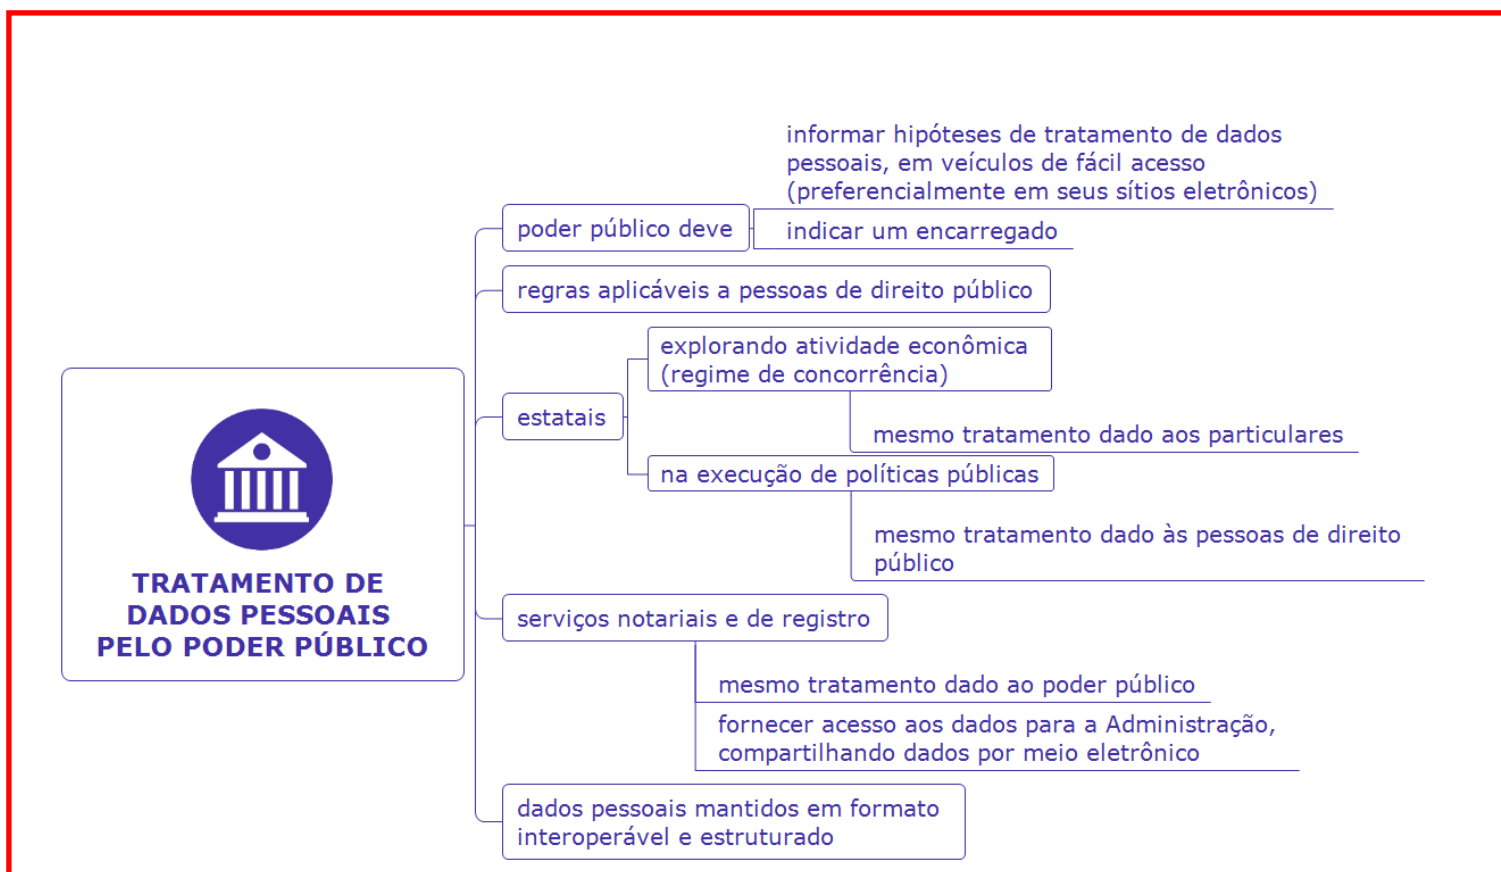 TRATAMENTO DE
DADOS PESSOAIS
PELO PODER PÚBLICO
poder público deve
informar hipóteses de tratamento de dados
pessoais, em veículos de fácil acesso
(preferencialmente em seus sítios eletrônicos)
indicar um encarregado
regras aplicáveis a pessoas de direito público
estatais
explorando atividade econômica
(regime de concorrência)
mesmo tratamento dado aos particulares
na execução de políticas públicas
mesmo tratamento dado às pessoas de direito
público
serviços notariais e de registro
mesmo tratamento dado ao poder público
fornecer acesso aos dados para a Administração,
compartilhando dados por meio eletrônico
dados pessoais mantidos em formato
interoperável e estruturado